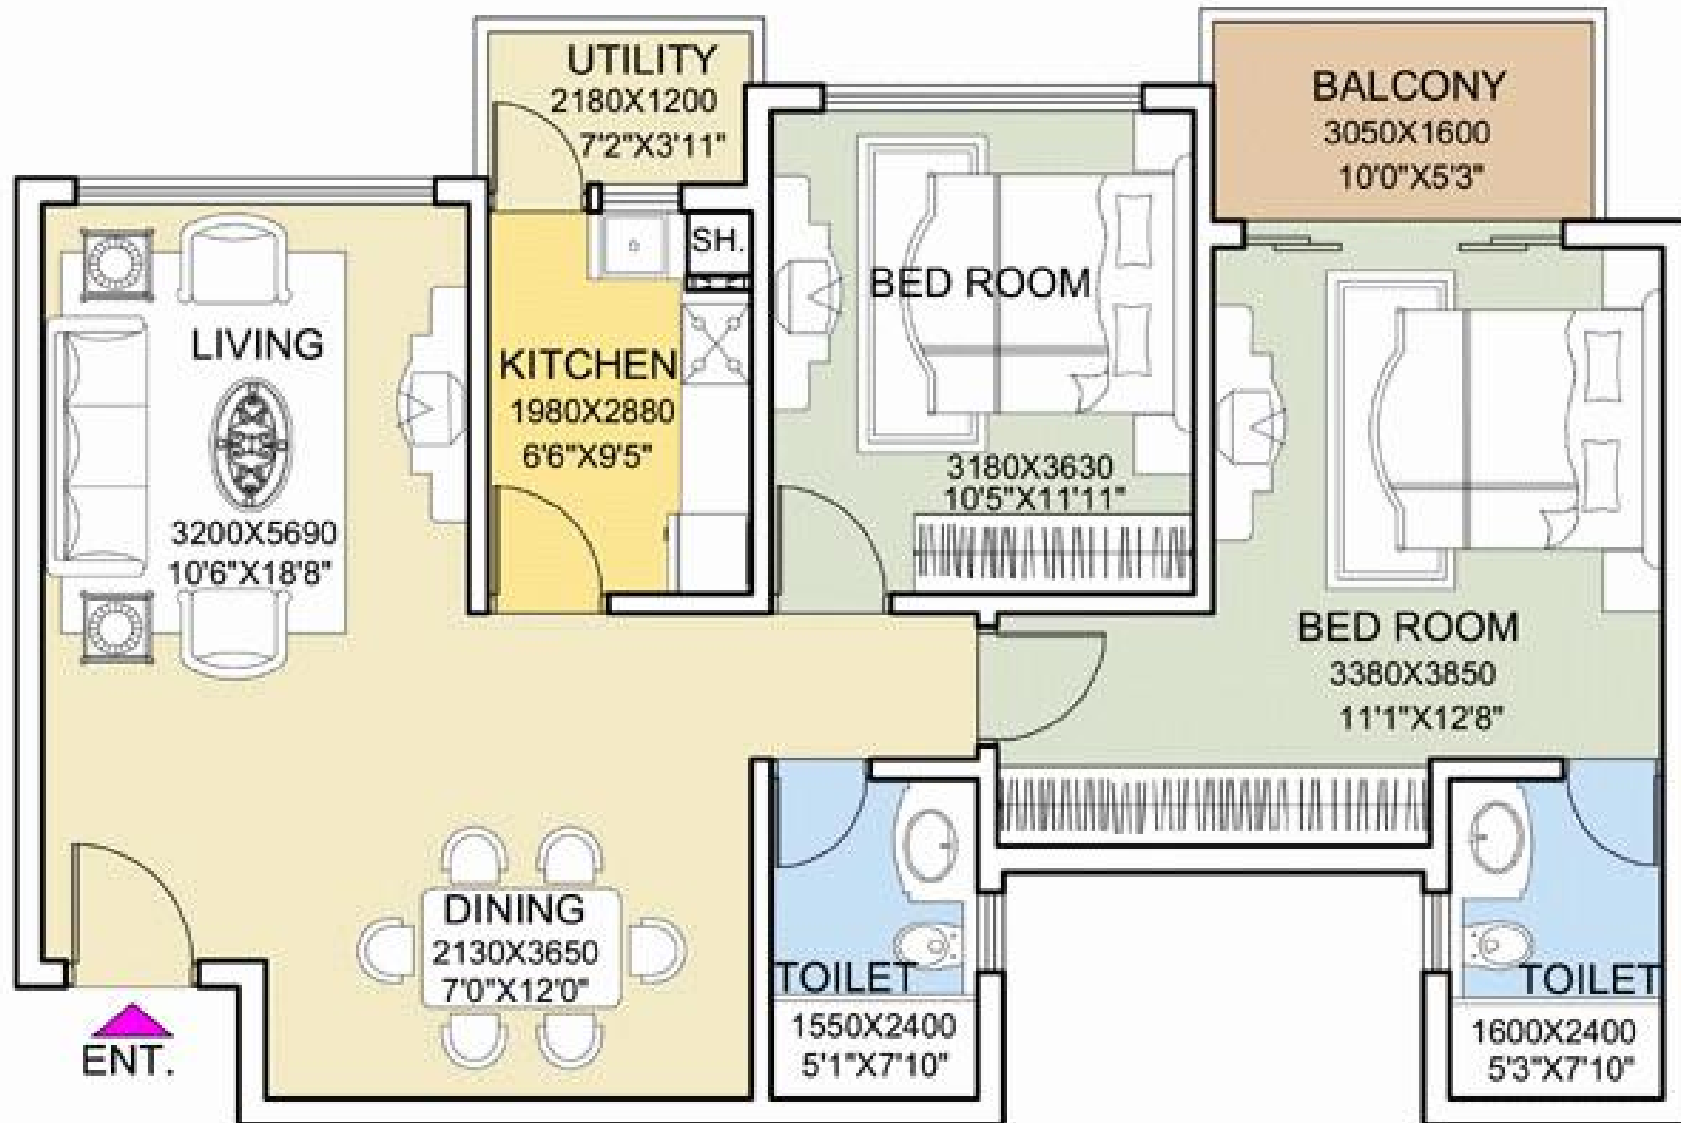 UTILITY
2180X1200
7'2"X3'11"
BALCONY
3050X1600
10'0"X5'3"
SH.
BED ROOM
3180X3630
10'5"X11'11"
LIVING
3200X5690
10'6"X18'8"
KITCHEN
1980X2880
6'6"X9'5"
BED ROOM
3380X3850
11'1"X12'8"
DINING
2130X3650
7'0"X12'0"
TOILET
1550X2400
5'1"X7'10"
TOILET
1600X2400
5'3"X7'10"
ENT.